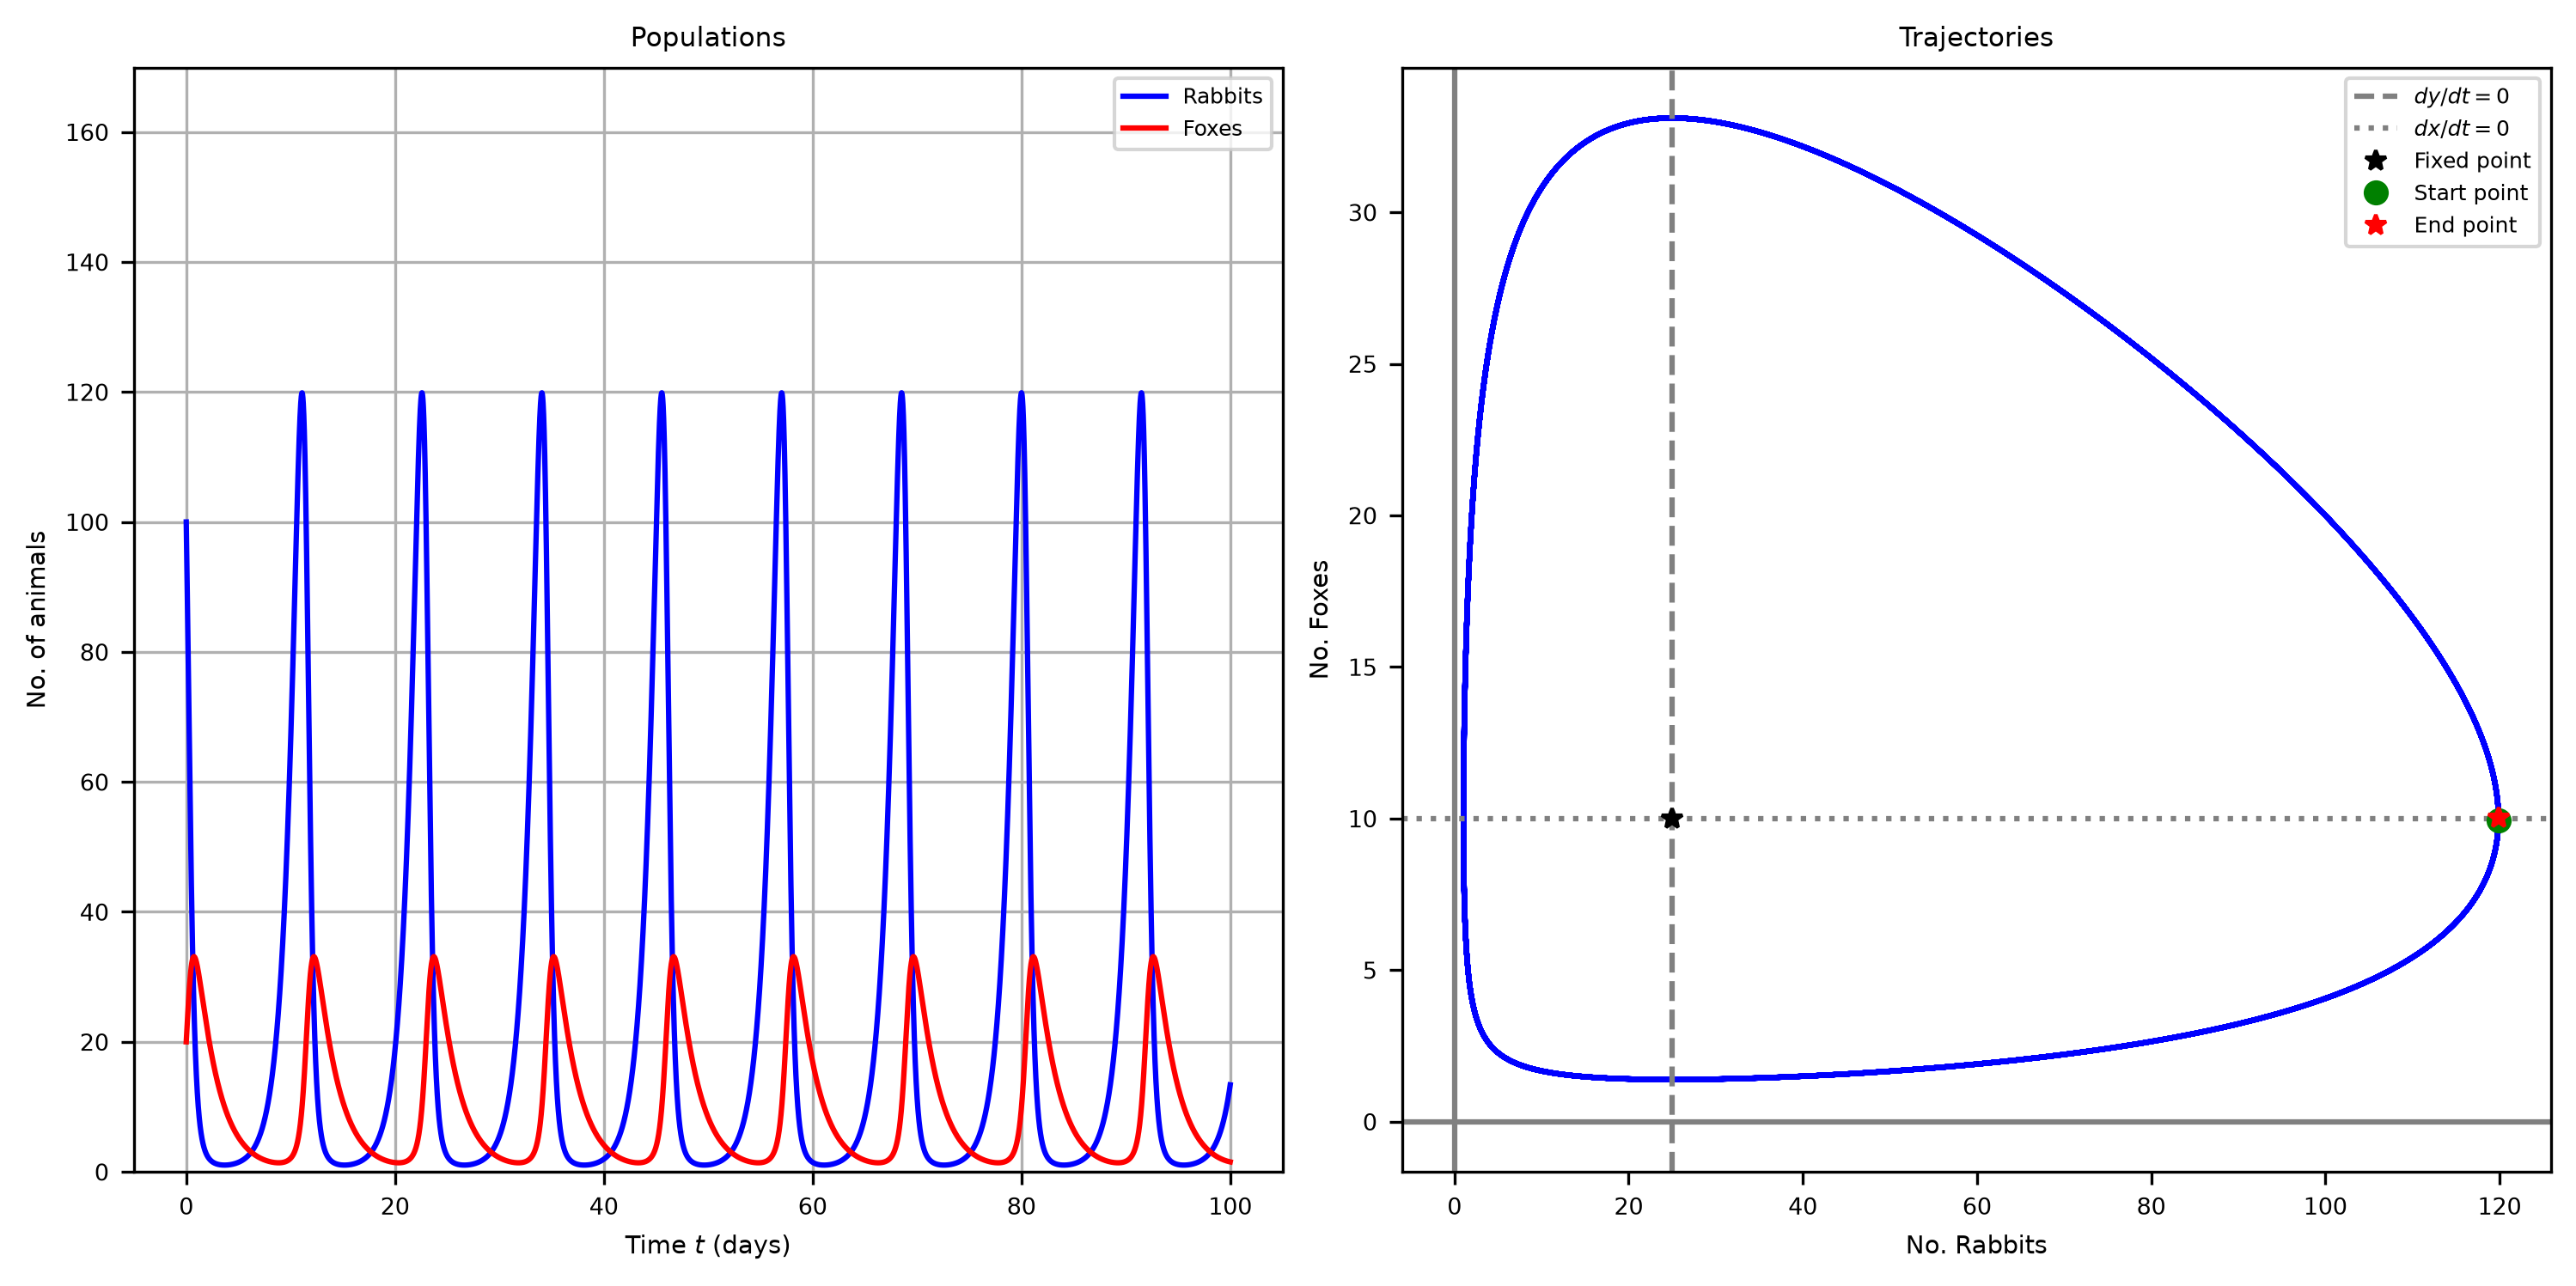 Populations
Rabbits
Foxes
No. of animals
160
140
120
100
80
60
40
20
0
0 20 40 60 80 100
Time t (days)
Trajectories
dy/dt = 0
dx/dt = 0
Fixed point
Start point
End point
No. Foxes
30
25
20
15
10
5
0
0 20 40 60 80 100 120
No. Rabbits